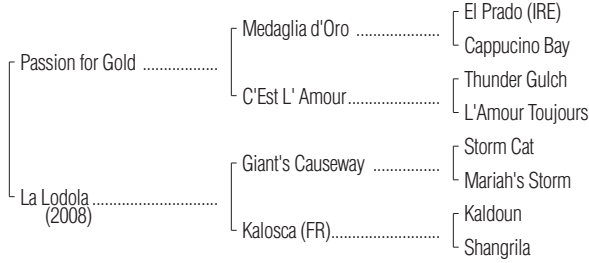 El Prado (IRE)
Medaglia d'Oro ....................
Cappucino Bay
Passion for Gold ..................
Thunder Gulch
C'Est L' Amour......................
L'Amour Toujours
Storm Cat
Giant's Causeway ................
Mariah's Storm
La Lodola ..............................
(2008)
Kaldoun
Kalosca (FR)..........................
Shangrila